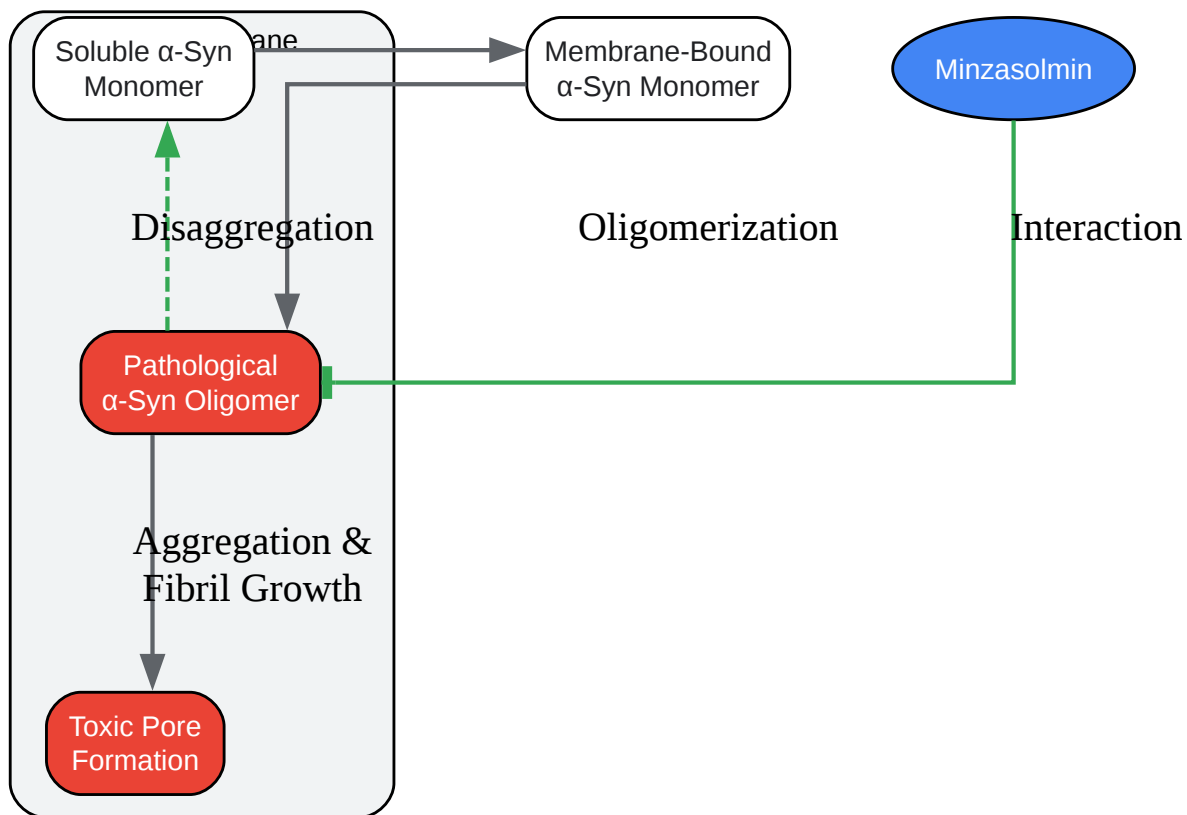 Soluble α-Syn
Monomer
Membrane-Bound
α-Syn Monomer
Minzasolmin
Disaggregation
Oligomerization
Interaction
Pathological
α-Syn Oligomer
Aggregation &
Fibril Growth
Toxic Pore
Formation